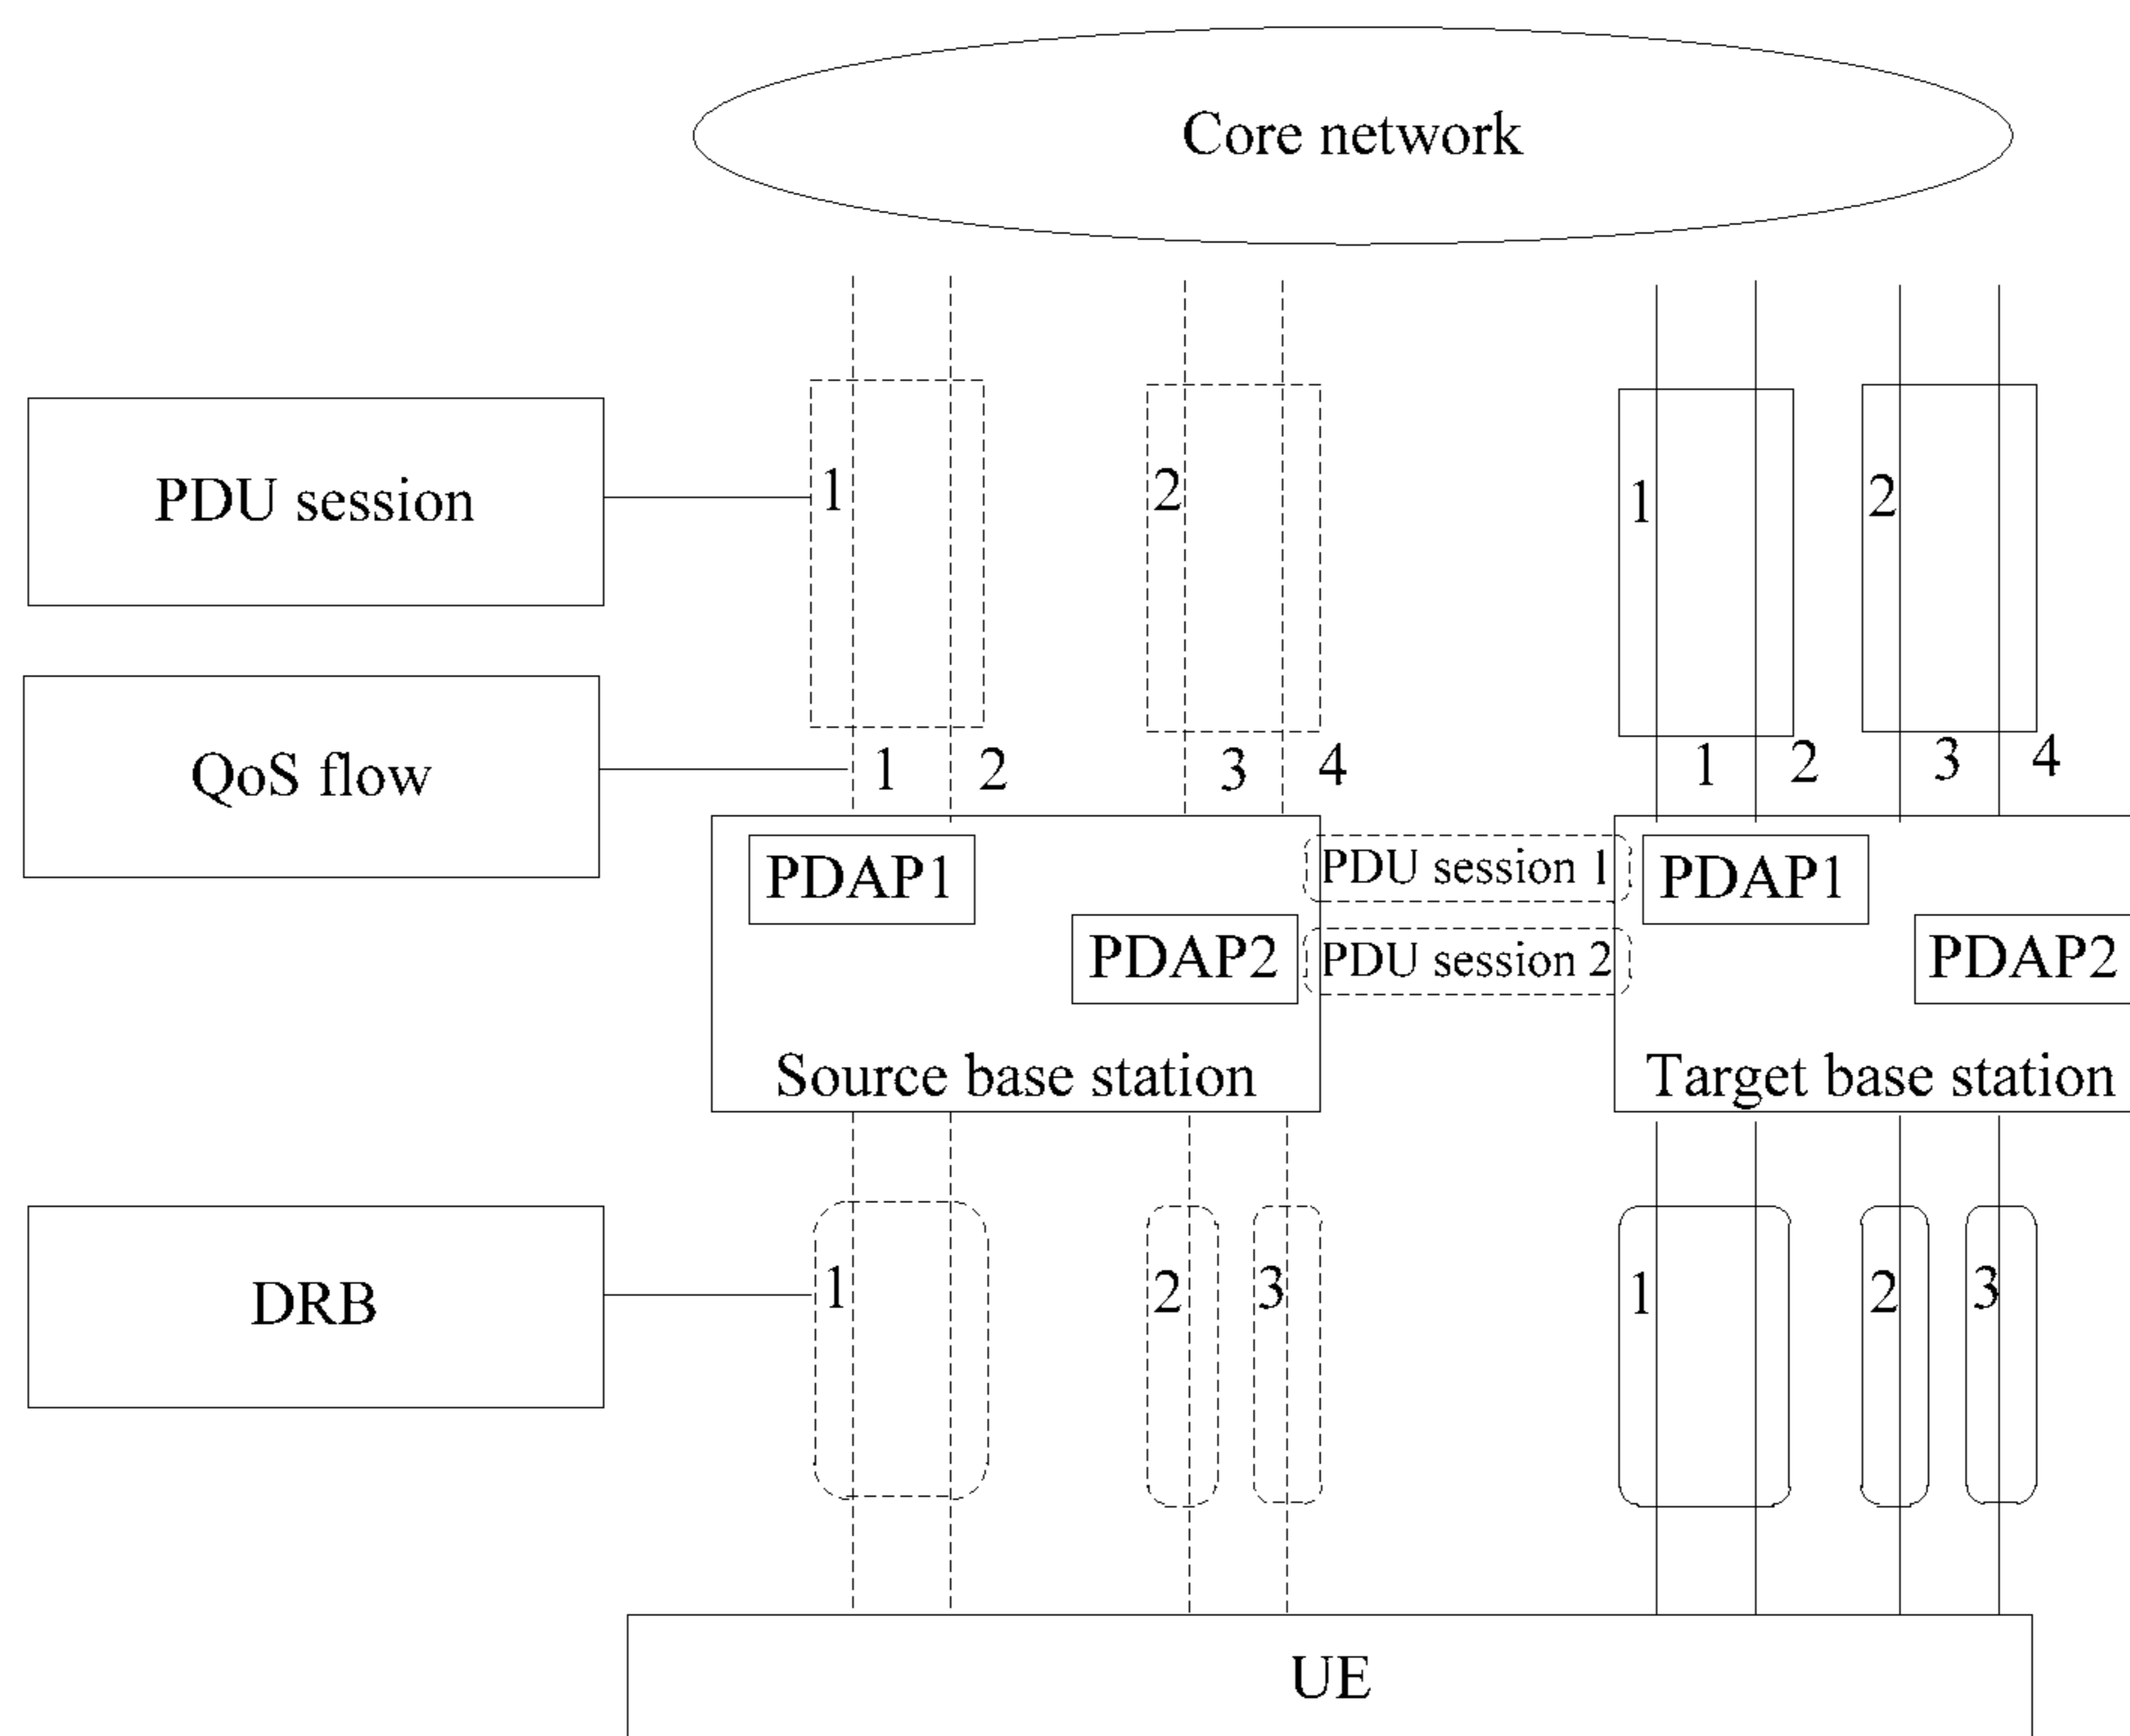 Core network
PDU session
1
2
1
2
QoS flow
1 2 3 4
1 2 3 4
PDAP1
PDAP2
Source base station
PDU session 1
PDU session 2
PDAP1
PDAP2
Target base station
DRB
1
2
3
1
2
3
UE